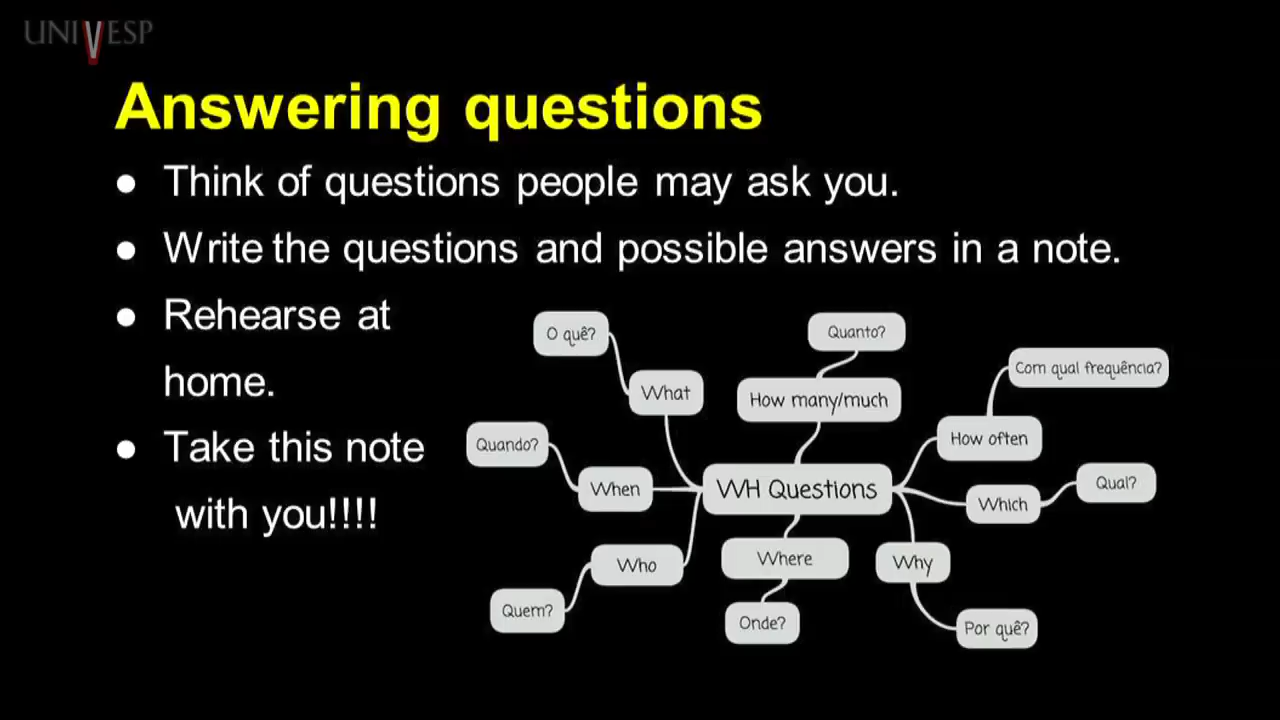 UNIVESP
Answering questions
● Think of questions people may ask you.
● Write the questions and possible answers in a note.
● Rehearse at
home.
● Take this note
with you!!!!
O quê?
What
Quando?
When
Quem?
Who
Quanto?
How many/much
WH Questions
Where
Onde?
Com qual frequência?
How often
Qual?
Which
Why
Por quê?